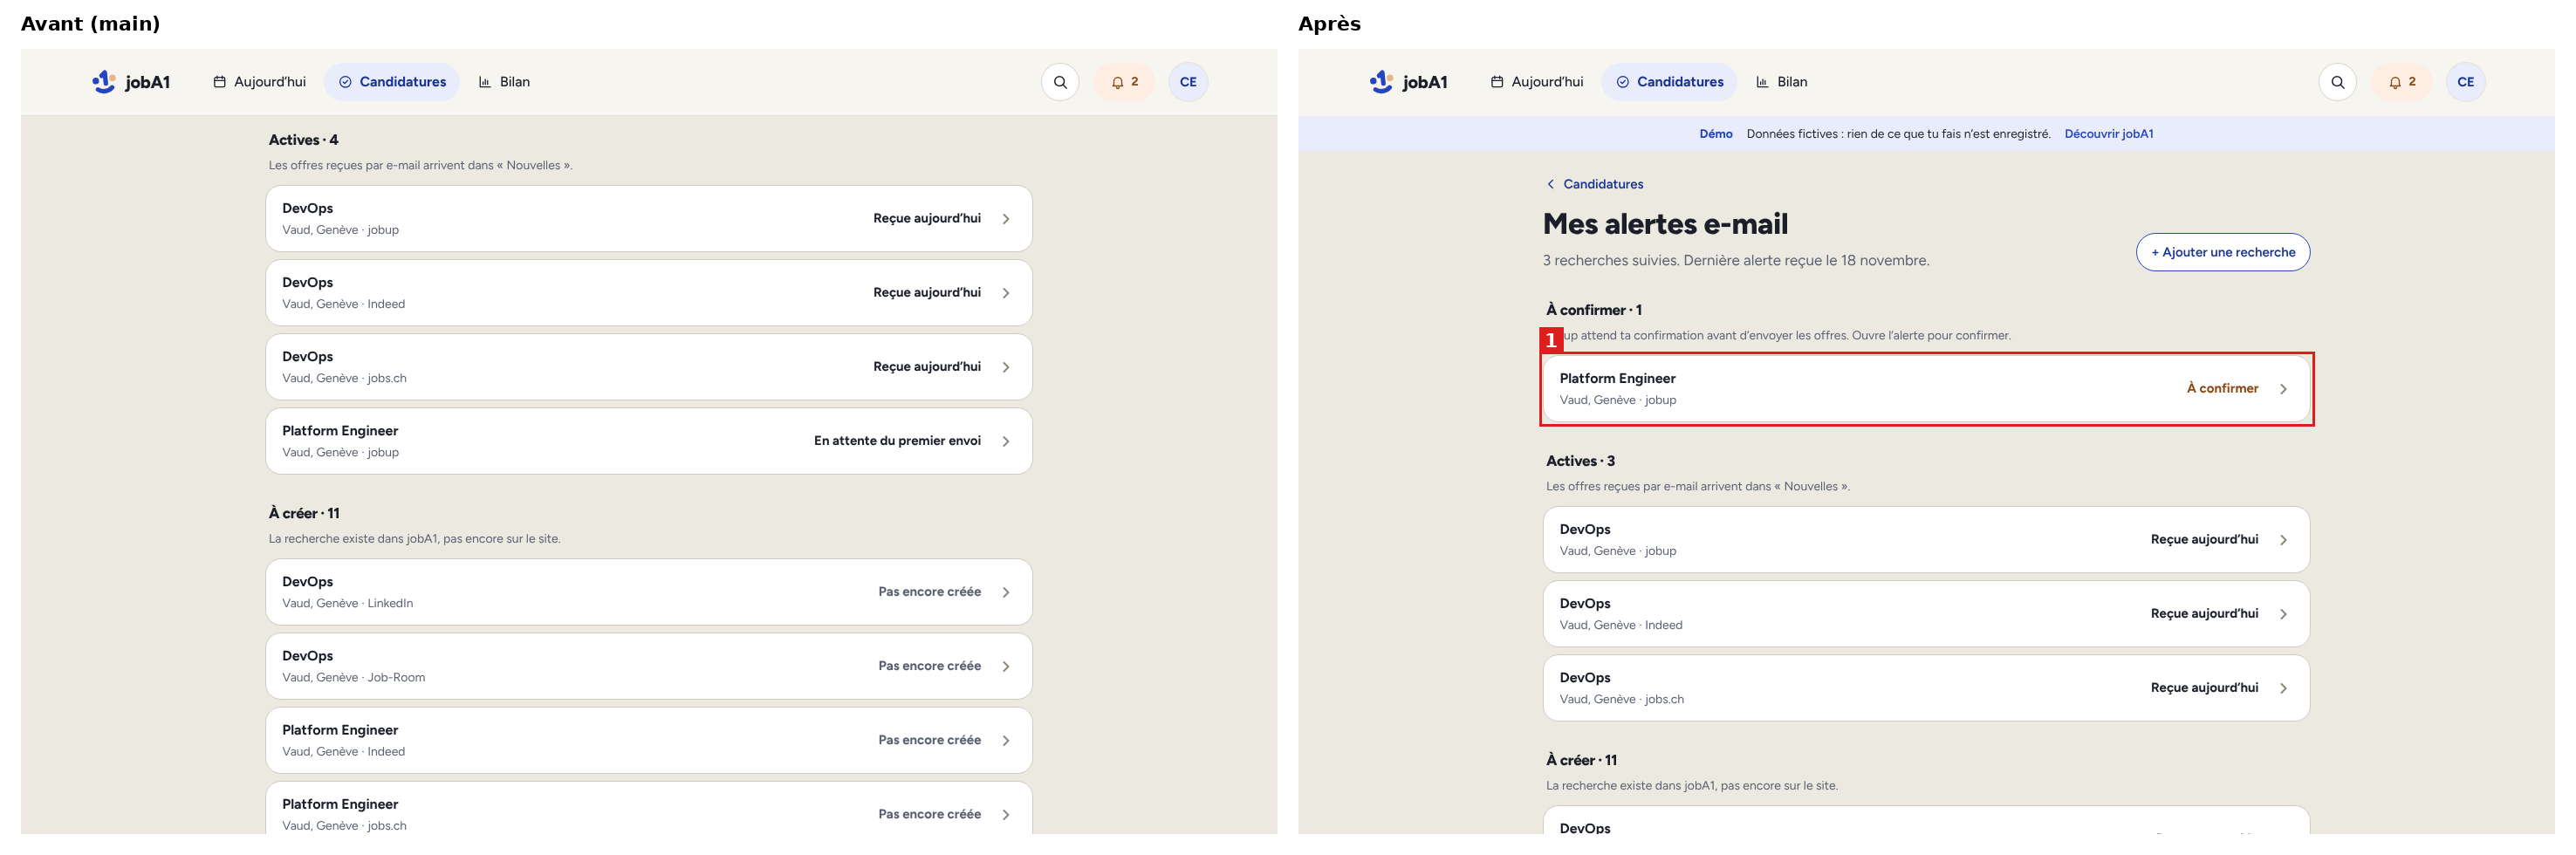 Avant (main)
jobA1
Aujourd’hui
Candidatures
Bilan
2
CE
Actives · 4
Les offres reçues par e-mail arrivent dans « Nouvelles ».
DevOps
Vaud, Genève · jobup
Reçue aujourd’hui
DevOps
Vaud, Genève · Indeed
Reçue aujourd’hui
DevOps
Vaud, Genève · jobs.ch
Reçue aujourd’hui
Platform Engineer
Vaud, Genève · jobup
En attente du premier envoi
À créer · 11
La recherche existe dans jobA1, pas encore sur le site.
DevOps
Vaud, Genève · LinkedIn
Pas encore créée
DevOps
Vaud, Genève · Job-Room
Pas encore créée
Platform Engineer
Vaud, Genève · Indeed
Pas encore créée
Platform Engineer
Vaud, Genève · jobs.ch
Pas encore créée
Après
jobA1
Aujourd’hui
Candidatures
Bilan
2
CE
Démo Données fictives : rien de ce que tu fais n’est enregistré. Découvrir jobA1
Candidatures
Mes alertes e-mail
3 recherches suivies. Dernière alerte reçue le 18 novembre.
+ Ajouter une recherche
À confirmer · 1
1
up attend ta confirmation avant d’envoyer les offres. Ouvre l’alerte pour confirmer.
Platform Engineer
Vaud, Genève · jobup
À confirmer
Actives · 3
Les offres reçues par e-mail arrivent dans « Nouvelles ».
DevOps
Vaud, Genève · jobup
Reçue aujourd’hui
DevOps
Vaud, Genève · Indeed
Reçue aujourd’hui
DevOps
Vaud, Genève · jobs.ch
Reçue aujourd’hui
À créer · 11
La recherche existe dans jobA1, pas encore sur le site.
DevOps